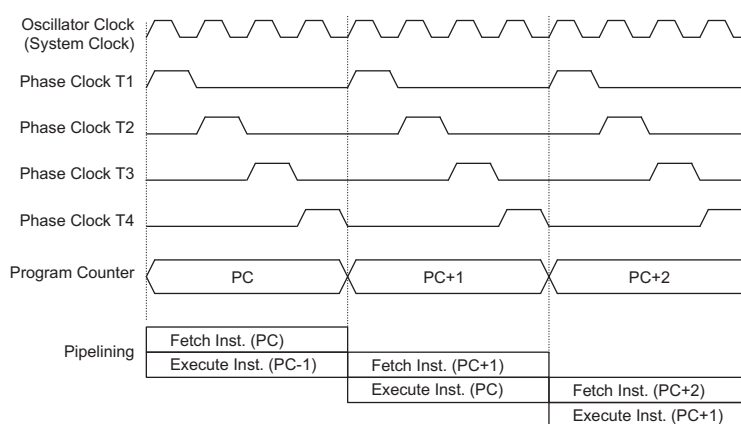 Oscillator Clock
(System Clock)
Phase Clock T1
Phase Clock T2
Phase Clock T3
Phase Clock T4
Program Counter
PC
PC+1
PC+2
Pipelining
Fetch Inst. (PC)
Execute Inst. (PC-1)
Fetch Inst. (PC+1)
Execute Inst. (PC)
Fetch Inst. (PC+2)
Execute Inst. (PC+1)